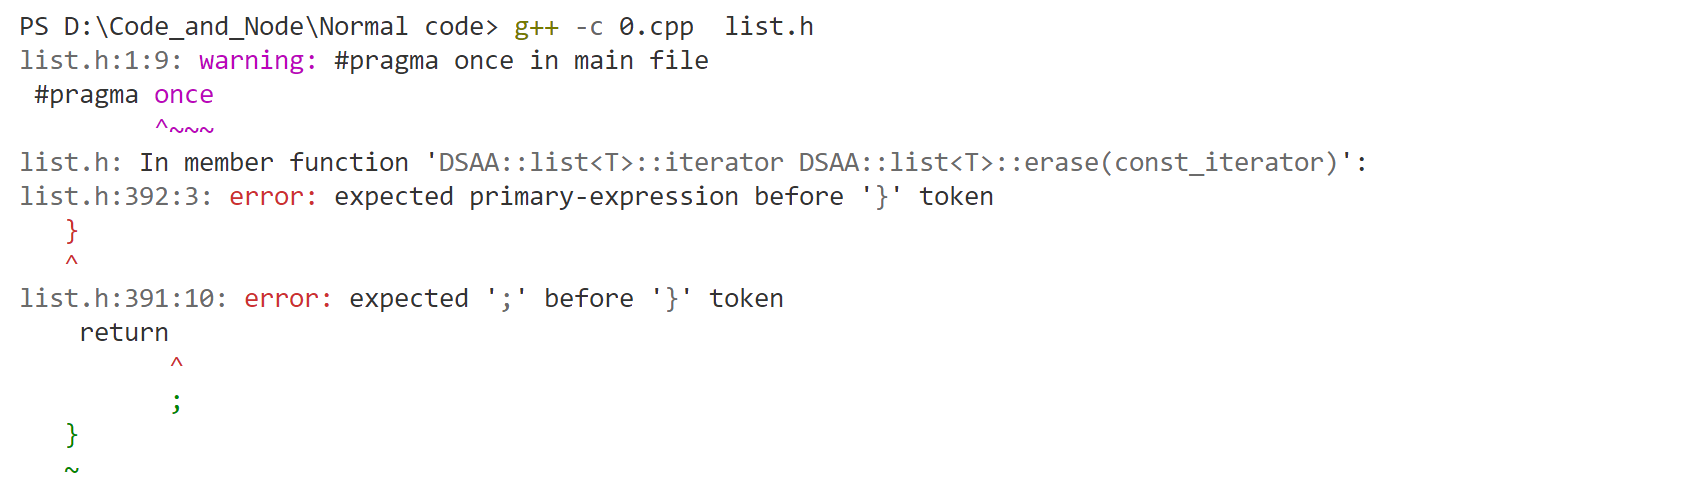 PS D:\Code_and_Node\Normal code> g++ -c 0.cpp  list.h
list.h:1:9: warning: #pragma once in main file
 #pragma once
         ^~~~
list.h: In member function 'DSAA::list<T>::iterator DSAA::list<T>::erase(const_iterator)':
list.h:392:3: error: expected primary-expression before '}' token
   }
   ^
list.h:391:10: error: expected ';' before '}' token
    return
          ^
          ;
   }
   ~